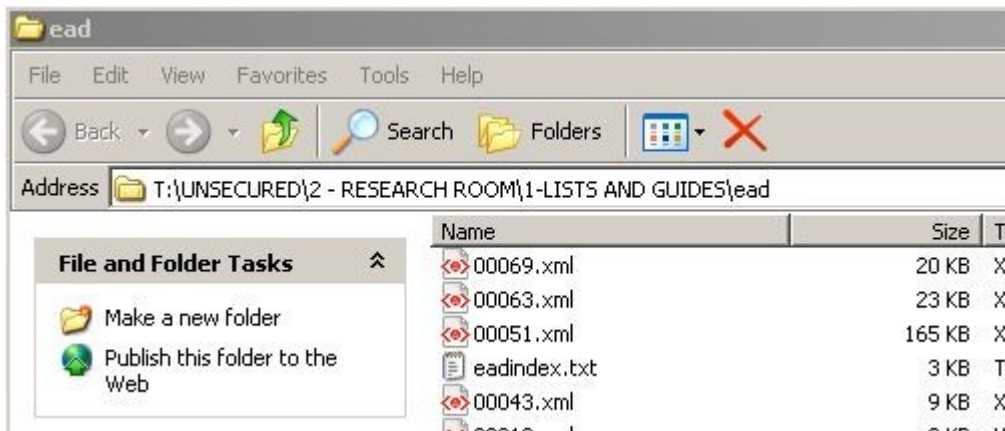 ead
File Edit View Favorites Tools Help
Back Search Folders
Address T:\UNSECURED\2 - RESEARCH ROOM\1-LISTS AND GUIDES\ead
Name Size T
File and Folder Tasks
00069.xml 20 KB X
00063.xml 23 KB X
Make a new folder
00051.xml 165 KB X
Publish this folder to the
Web
eadindex.txt 3 KB T
00043.xml 9 KB X